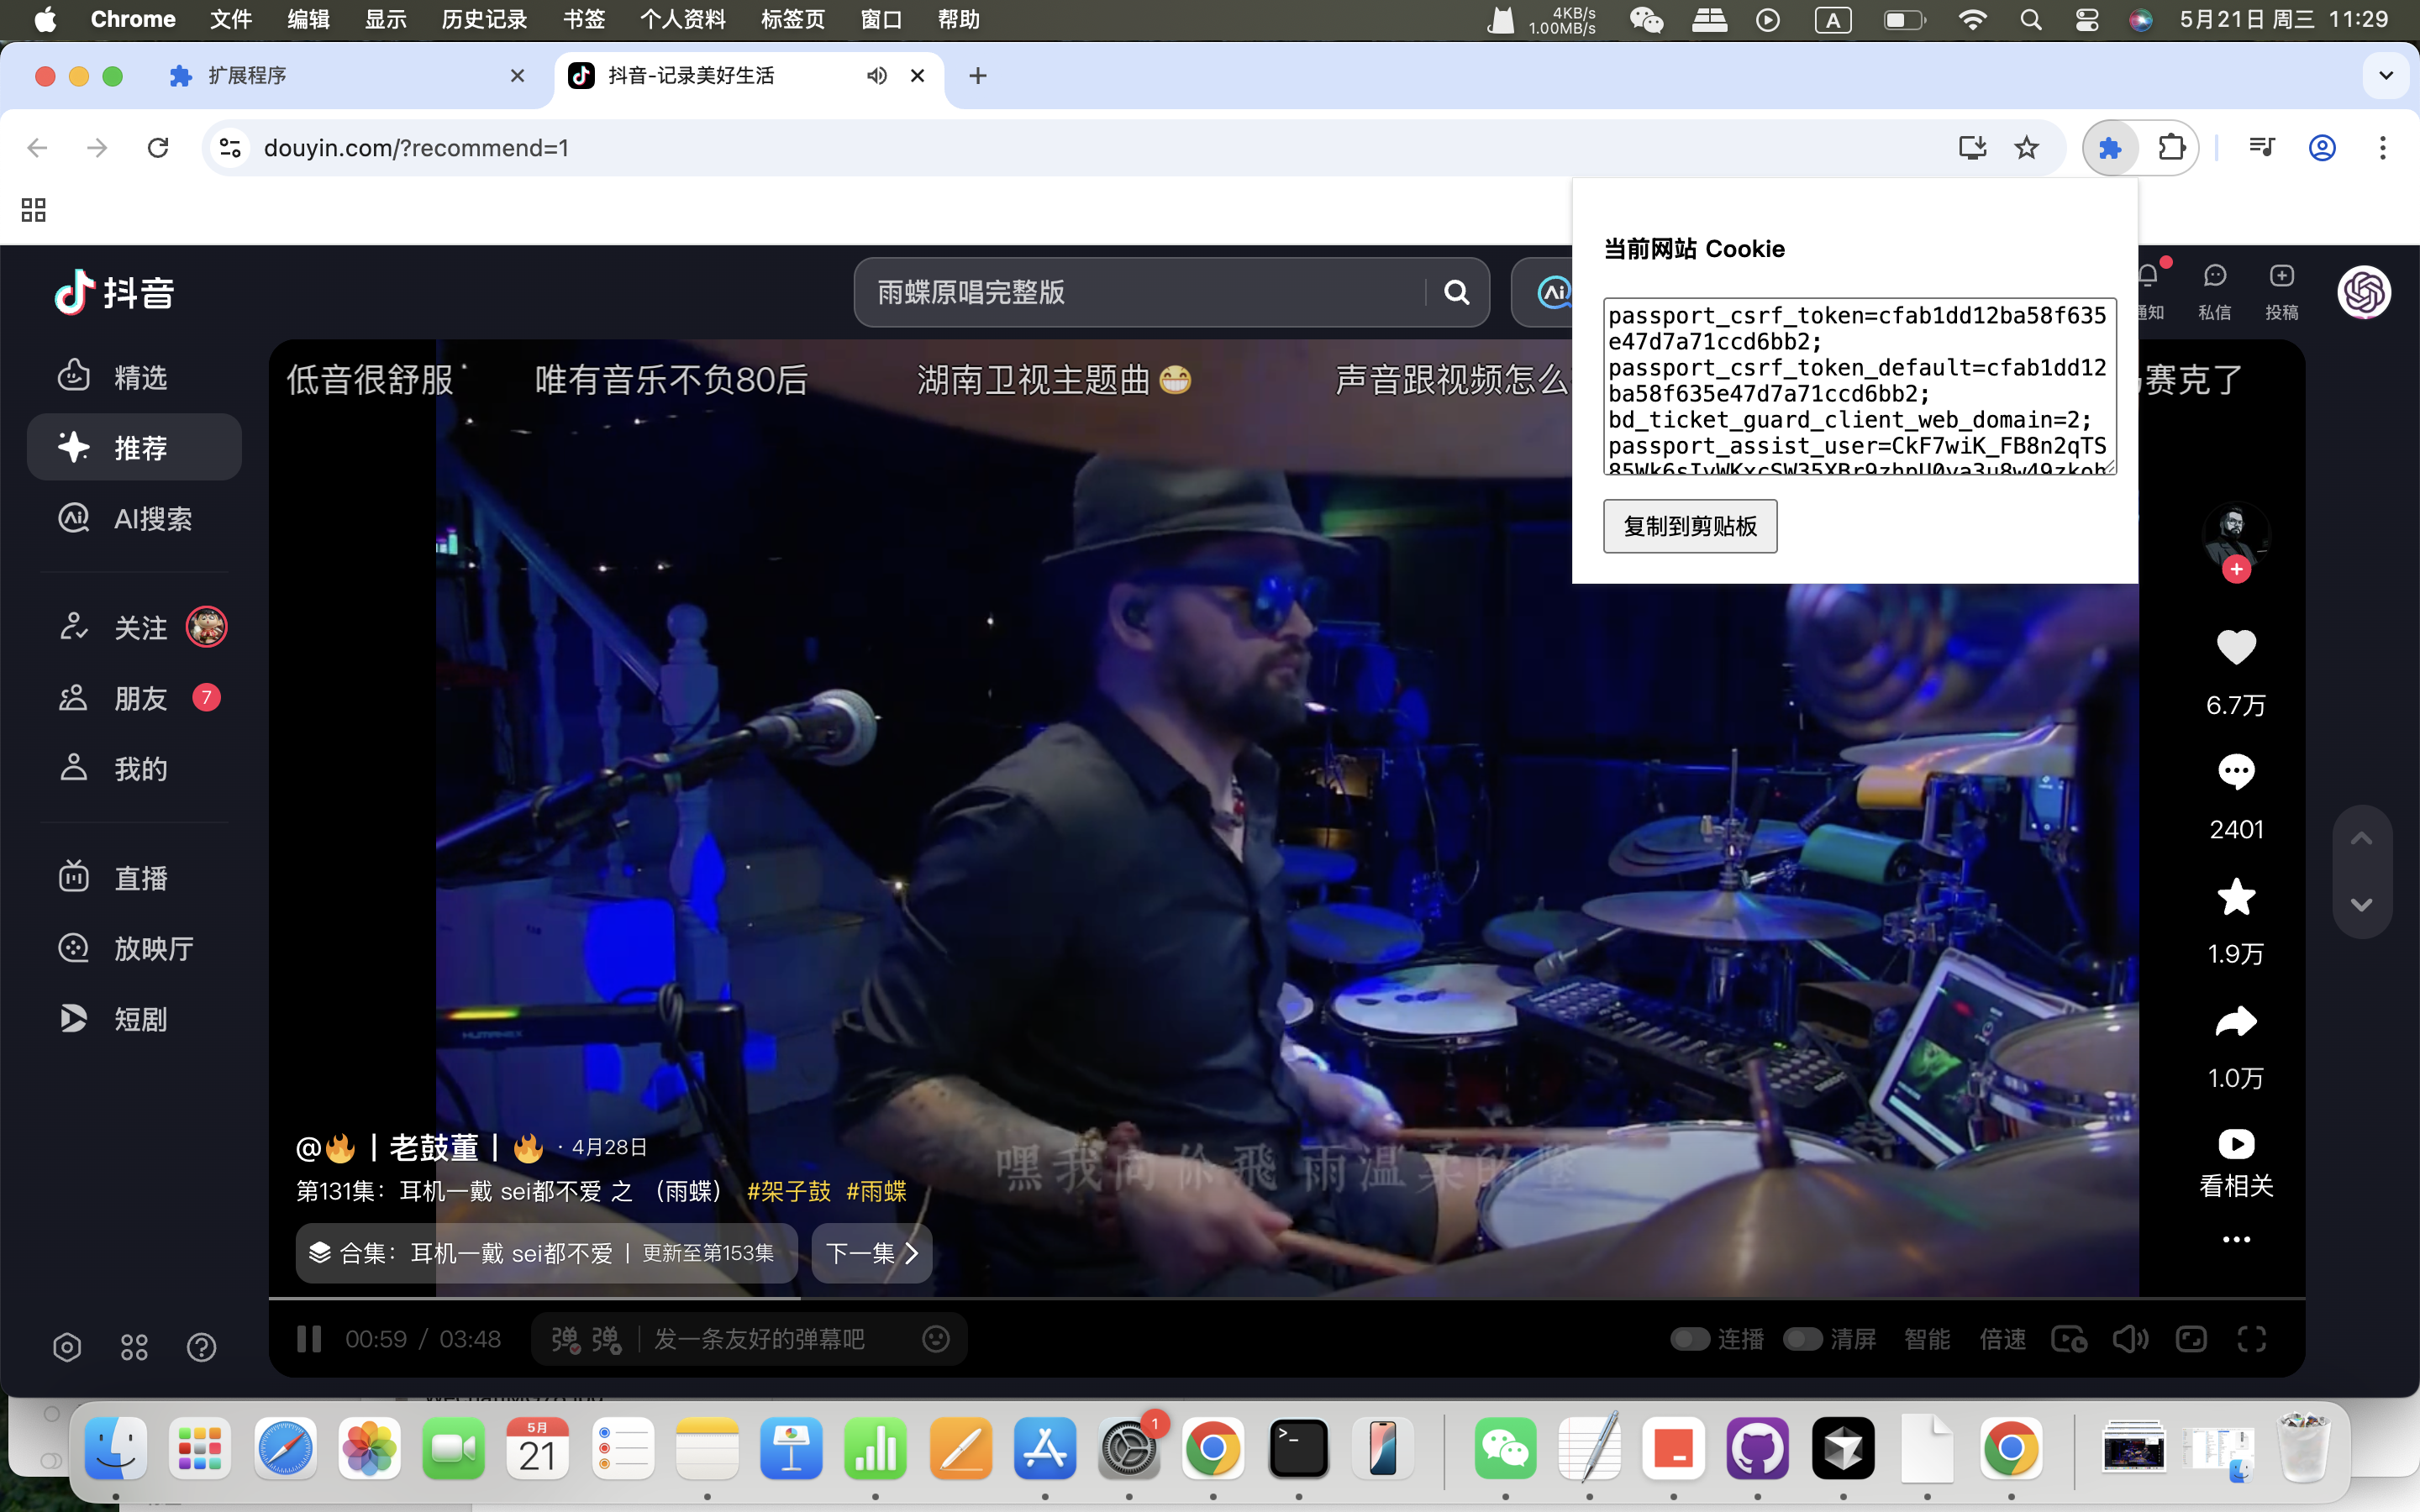 Chrome 文件 编辑 显示 历史记录 书签 个人资料 标签页 窗口 帮助
4KB/s
1.00MB/s
A
5月21日 周三 11:29
扩展程序
抖音-记录美好生活
douyin.com/?recommend=1
当前网站 Cookie
passport_csrf_token=cfab1dd12ba58f635
e47d7a71ccd6bb2;
passport_csrf_token_default=cfab1dd12
ba58f635e47d7a71ccd6bb2;
bd_ticket_guard_client_web_domain=2;
passport_assist_user=CkF7wiK_FB8n2qTS
复制到剪贴板
抖音
雨蝶原唱完整版
Ai
通知
私信
投稿
精选
推荐
AI搜索
关注
朋友 7
我的
直播
放映厅
短剧
低音很舒服
唯有音乐不负80后
湖南卫视主题曲😁
声音跟视频怎么
赛克了
6.7万
2401
1.9万
1.0万
看相关
嘿 我向你飛 雨温柔的墜
@🔥丨老鼓董丨🔥 · 4月28日
第131集：耳机一戴 sei都不爱 之 （雨蝶） #架子鼓 #雨蝶
合集：耳机一戴 sei都不爱 | 更新至第153集
下一集
00:59 / 03:48
弹 弹
发一条友好的弹幕吧
连播
清屏
智能
倍速
5月
21
1